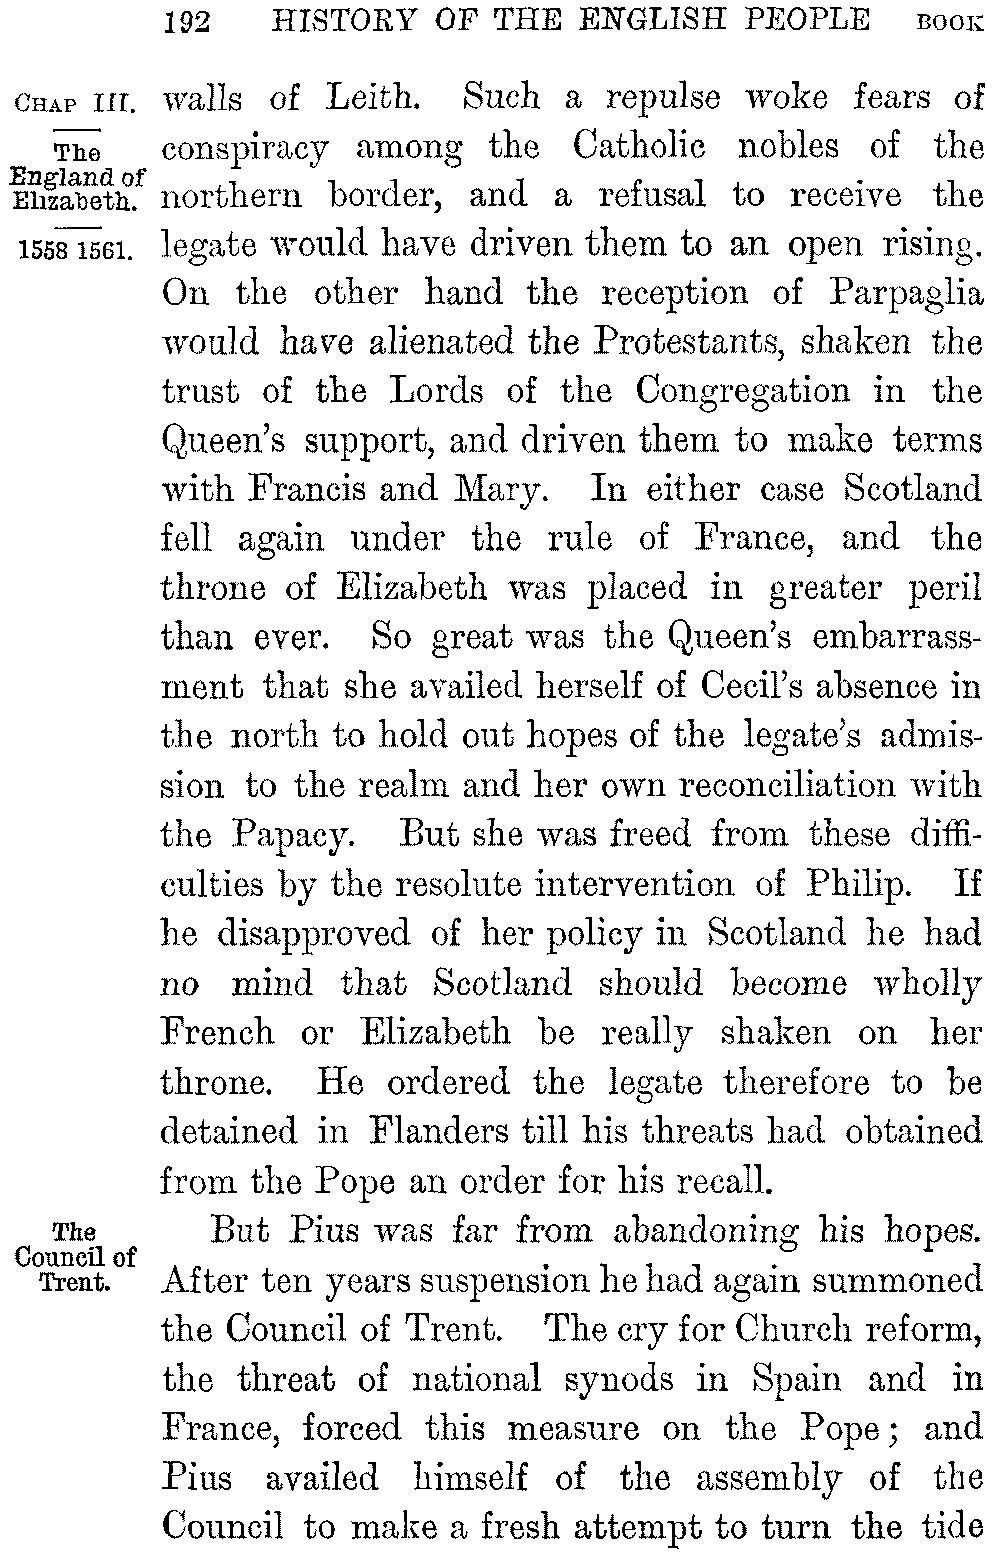 192 HISTORY OF THE ENGLISH PEOPLE BOOK
CHAP III.
The
England of
Elizabeth.
1558 1561.
walls of Leith. Such a repulse woke fears of
conspiracy among the Catholic nobles of the
northern border, and a refusal to receive the
legate would have driven them to an open rising.
On the other hand the reception of Parpaglia
would have alienated the Protestants, shaken the
trust of the Lords of the Congregation in the
Queen's support, and driven them to make terms
with Francis and Mary. In either case Scotland
fell again under the rule of France, and the
throne of Elizabeth was placed in greater peril
than ever. So great was the Queen's embarrass-
ment that she availed herself of Cecil's absence in
the north to hold out hopes of the legate's admis-
sion to the realm and her own reconciliation with
the Papacy. But she was freed from these diffi-
culties by the resolute intervention of Philip. If
he disapproved of her policy in Scotland he had
no mind that Scotland should become wholly
French or Elizabeth be really shaken on her
throne. He ordered the legate therefore to be
detained in Flanders till his threats had obtained
from the Pope an order for his recall.
The
Council of
Trent.
But Pius was far from abandoning his hopes.
After ten years suspension he had again summoned
the Council of Trent. The cry for Church reform,
the threat of national synods in Spain and in
France, forced this measure on the Pope; and
Pius availed himself of the assembly of the
Council to make a fresh attempt to turn the tide